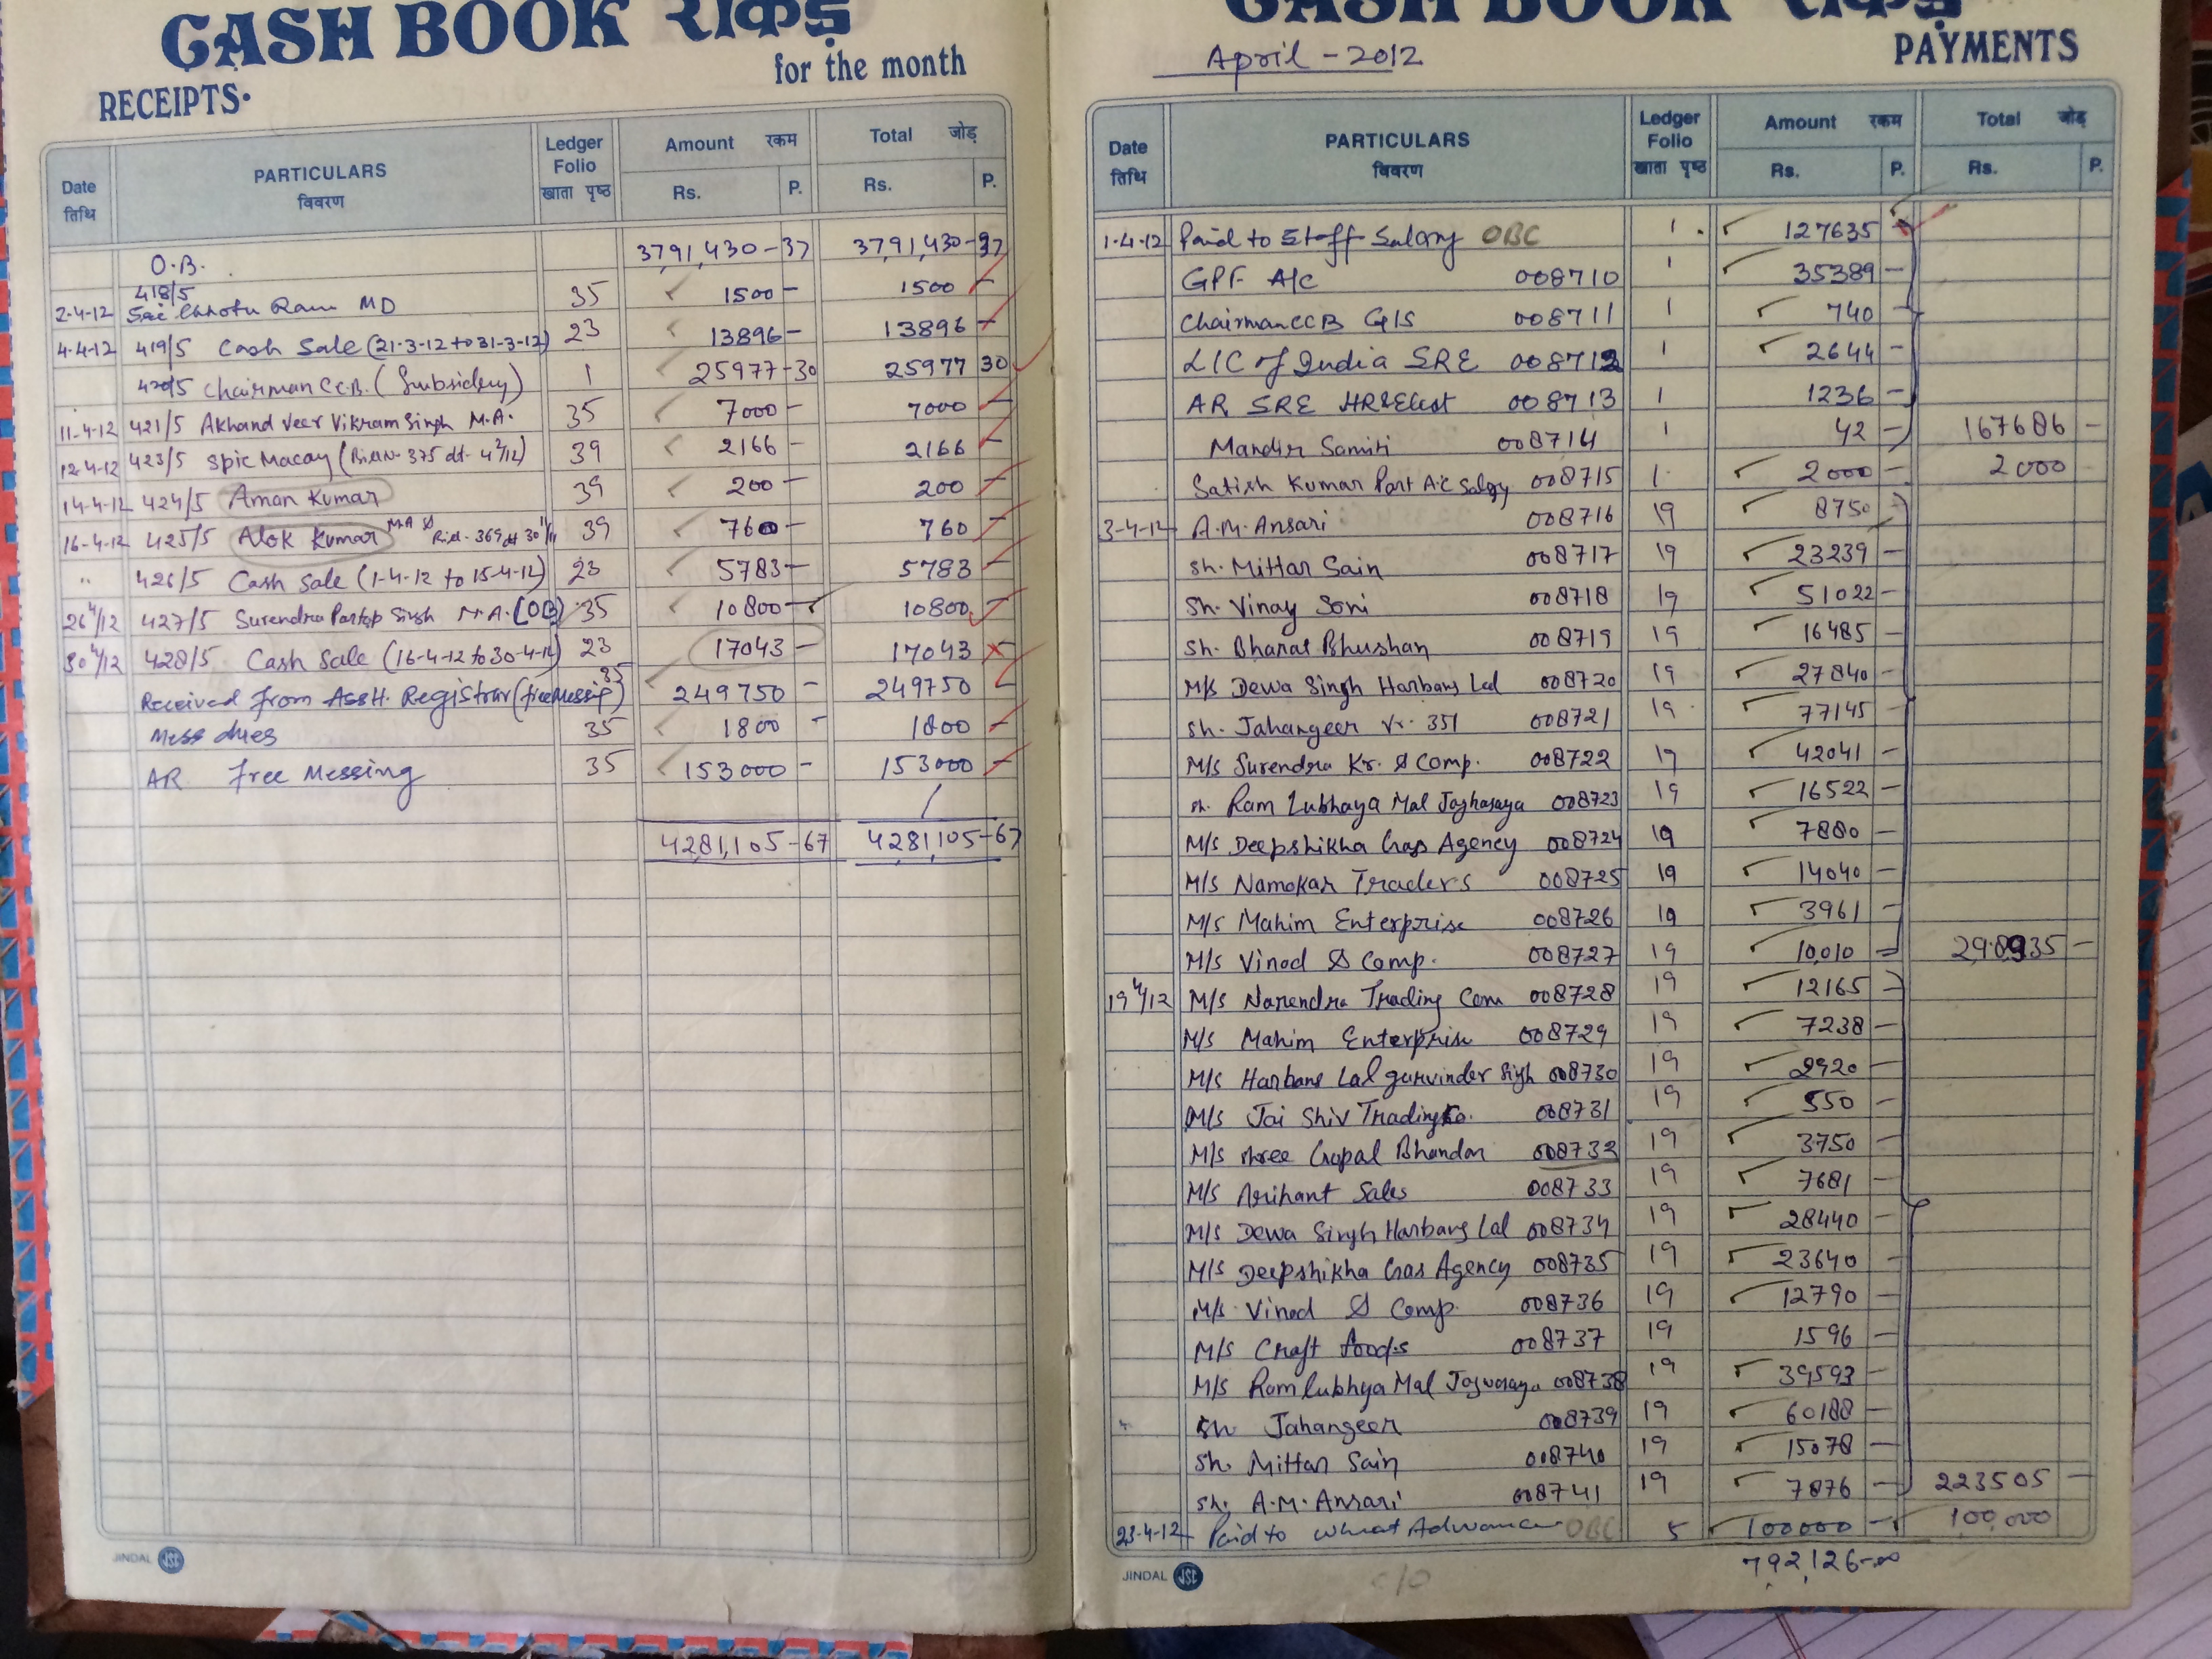 CASH BOOK रोकड़
for the month
RECEIPTS.
Date तिथि PARTICULARS विवरण Ledger Folio खाता पृष्ठ Amount रकम Rs. P. Total जोड़ Rs. P.
O.B. 3791,430-37 3791,430-37
418/5
2-4-12 Sri Chhotu Ram MD 35 1500- 1500-
4-4-12 419/5 Cash Sale (21-3-12 to 31-3-12) 23 13896- 13896-
420/5 Chairman C.C.B. (Subsidery) 1 25977-30 25977 30
11-4-12 421/5 Akhand Veer Vikram Singh M.A. 35 7000- 7000-
12-4-12 423/5 Spic Macay (Bill No- 375 dt- 4/12) 39 2166- 2166-
14-4-12 424/5 Aman Kumar 39 200- 200-
16-4-12 425/5 Alok Kumar M.A 369 dt 39 760- 760-
" 426/5 Cash Sale (1-4-12 to 15-4-12) 23 5783- 5783-
26 4/12 427/5 Surendra Partap Singh M.A. (OB) 35 10800- 10800-
30 4/12 428/5 Cash Sale (16-4-12 to 30-4-12) 23 17043- 17043
Received from Asstt. Registrar (free Messing) 35 249750- 249750
Mess dues 35 1800- 1800-
AR Free Messing 35 153000- 153000-
4281,105-67 4281,105-67
JINDAL JSI
CASH BOOK रोकड़
April - 2012
PAYMENTS
Date तिथि PARTICULARS विवरण Ledger Folio खाता पृष्ठ Amount रकम Rs. P. Total जोड़ Rs. P.
1-4-12 Paid to Staff Salary OBC 1 127635
GPF A/c 008710 1 35389-
Chairman CCB GIS 008711 1 740-
LIC of India SRE 008712 1 2644-
AR SRE HR&Elect 008713 1 1236-
Mandir Samiti 008714 1 42- 167686-
Satish Kumar Part A/c Salary 008715 1 2000- 2000
3-4-12 A.M. Ansari 008716 19 8750
Sh. Mittar Sain 008717 19 23239-
Sh. Vinay Soni 008718 19 51022-
Sh. Bharat Bhushan 008719 19 16485-
M/s Dewa Singh Harbans Lal 008720 19 27840-
Sh. Jahangeer Vr. 351 008721 19 77145-
M/s Surendra Kr. & Comp. 008722 19 42041-
Sh. Ram Lubhaya Mal 008723 19 16522-
M/s Deepshikha Gas Agency 008724 19 7880-
M/s Namokar Traders 008725 19 14040-
M/s Mahim Enterprise 008726 19 3961-
M/s Vinod & Comp. 008727 19 10,010- 298935-
19 4/12 M/s Narendra Trading Com 008728 19 12165-
M/s Mahim Enterprise 008729 19 7238-
M/s Harbans Lal Gurvinder Sigh 008730 19 2920-
M/s Jai Shiv Trading Co. 008731 19 550-
M/s Shree Gopal Bhandar 008732 19 3750-
M/s Arihant Sales 008733 19 7681-
M/s Dewa Singh Harbans Lal 008734 19 28440-
M/s Deepshikha Gas Agency 008735 19 23640-
M/s Vinod & Comp. 008736 19 12790-
M/s Craft foods 008737 19 1596-
M/s Ram lubhya Mal 008738 19 39593-
Sh Jahangeer 008739 19 60188-
Sh. Mittar Sain 008740 19 15078-
Sh. A.M. Ansari 008741 19 7876- 223505-
23-4-12 Paid to wheat Advance OBC 5 100000- 100,000
792,126-00
JINDAL JSI
C/O